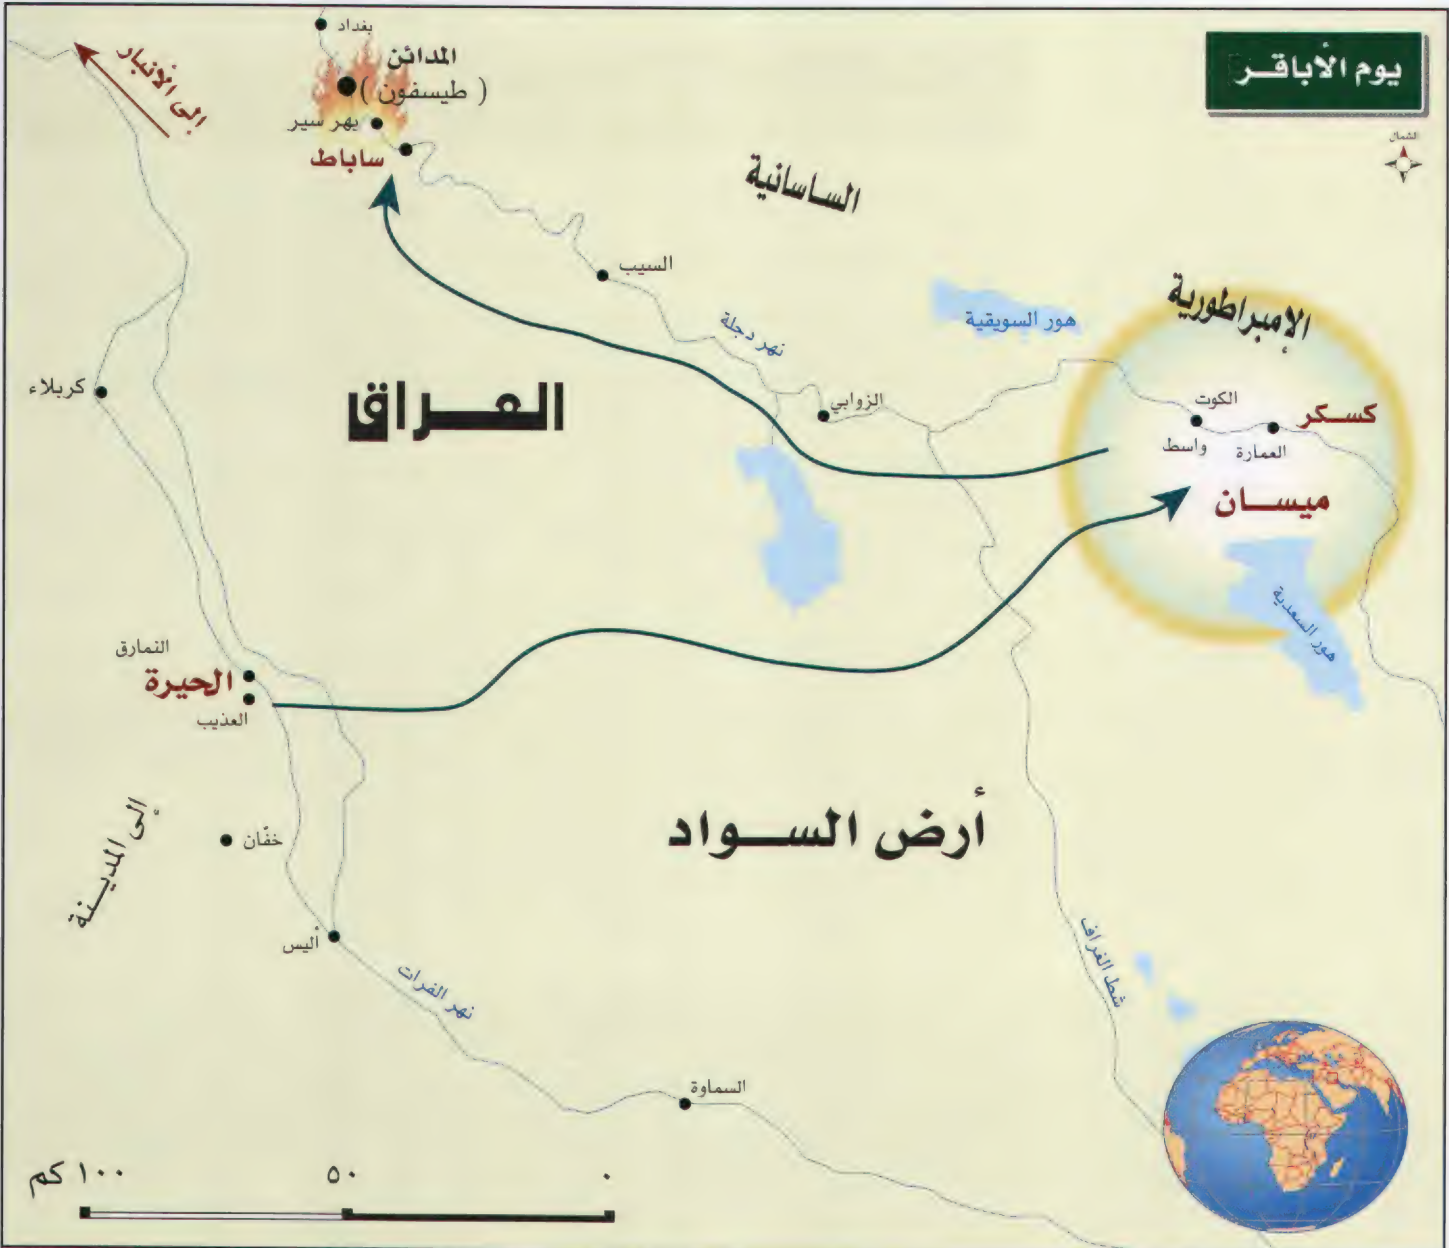 يوم الأباقر
الشمال
بغداد
المدائن
( طيسفون )
بهر سير
ساباط
إلى الأنبار
الساسانية
السيب
الإمبراطورية
هور السويقية
نهر دجلة
كربلاء
العراق
الزوابي
الكوت
كسكر
واسط
العمارة
ميسان
هور السعدية
النمارق
الحيرة
العذيب
إلى المدينة
خفّان
أرض السواد
أليس
نهر الفرات
شط الغراف
السماوة
٠
٥٠
١٠٠ كم